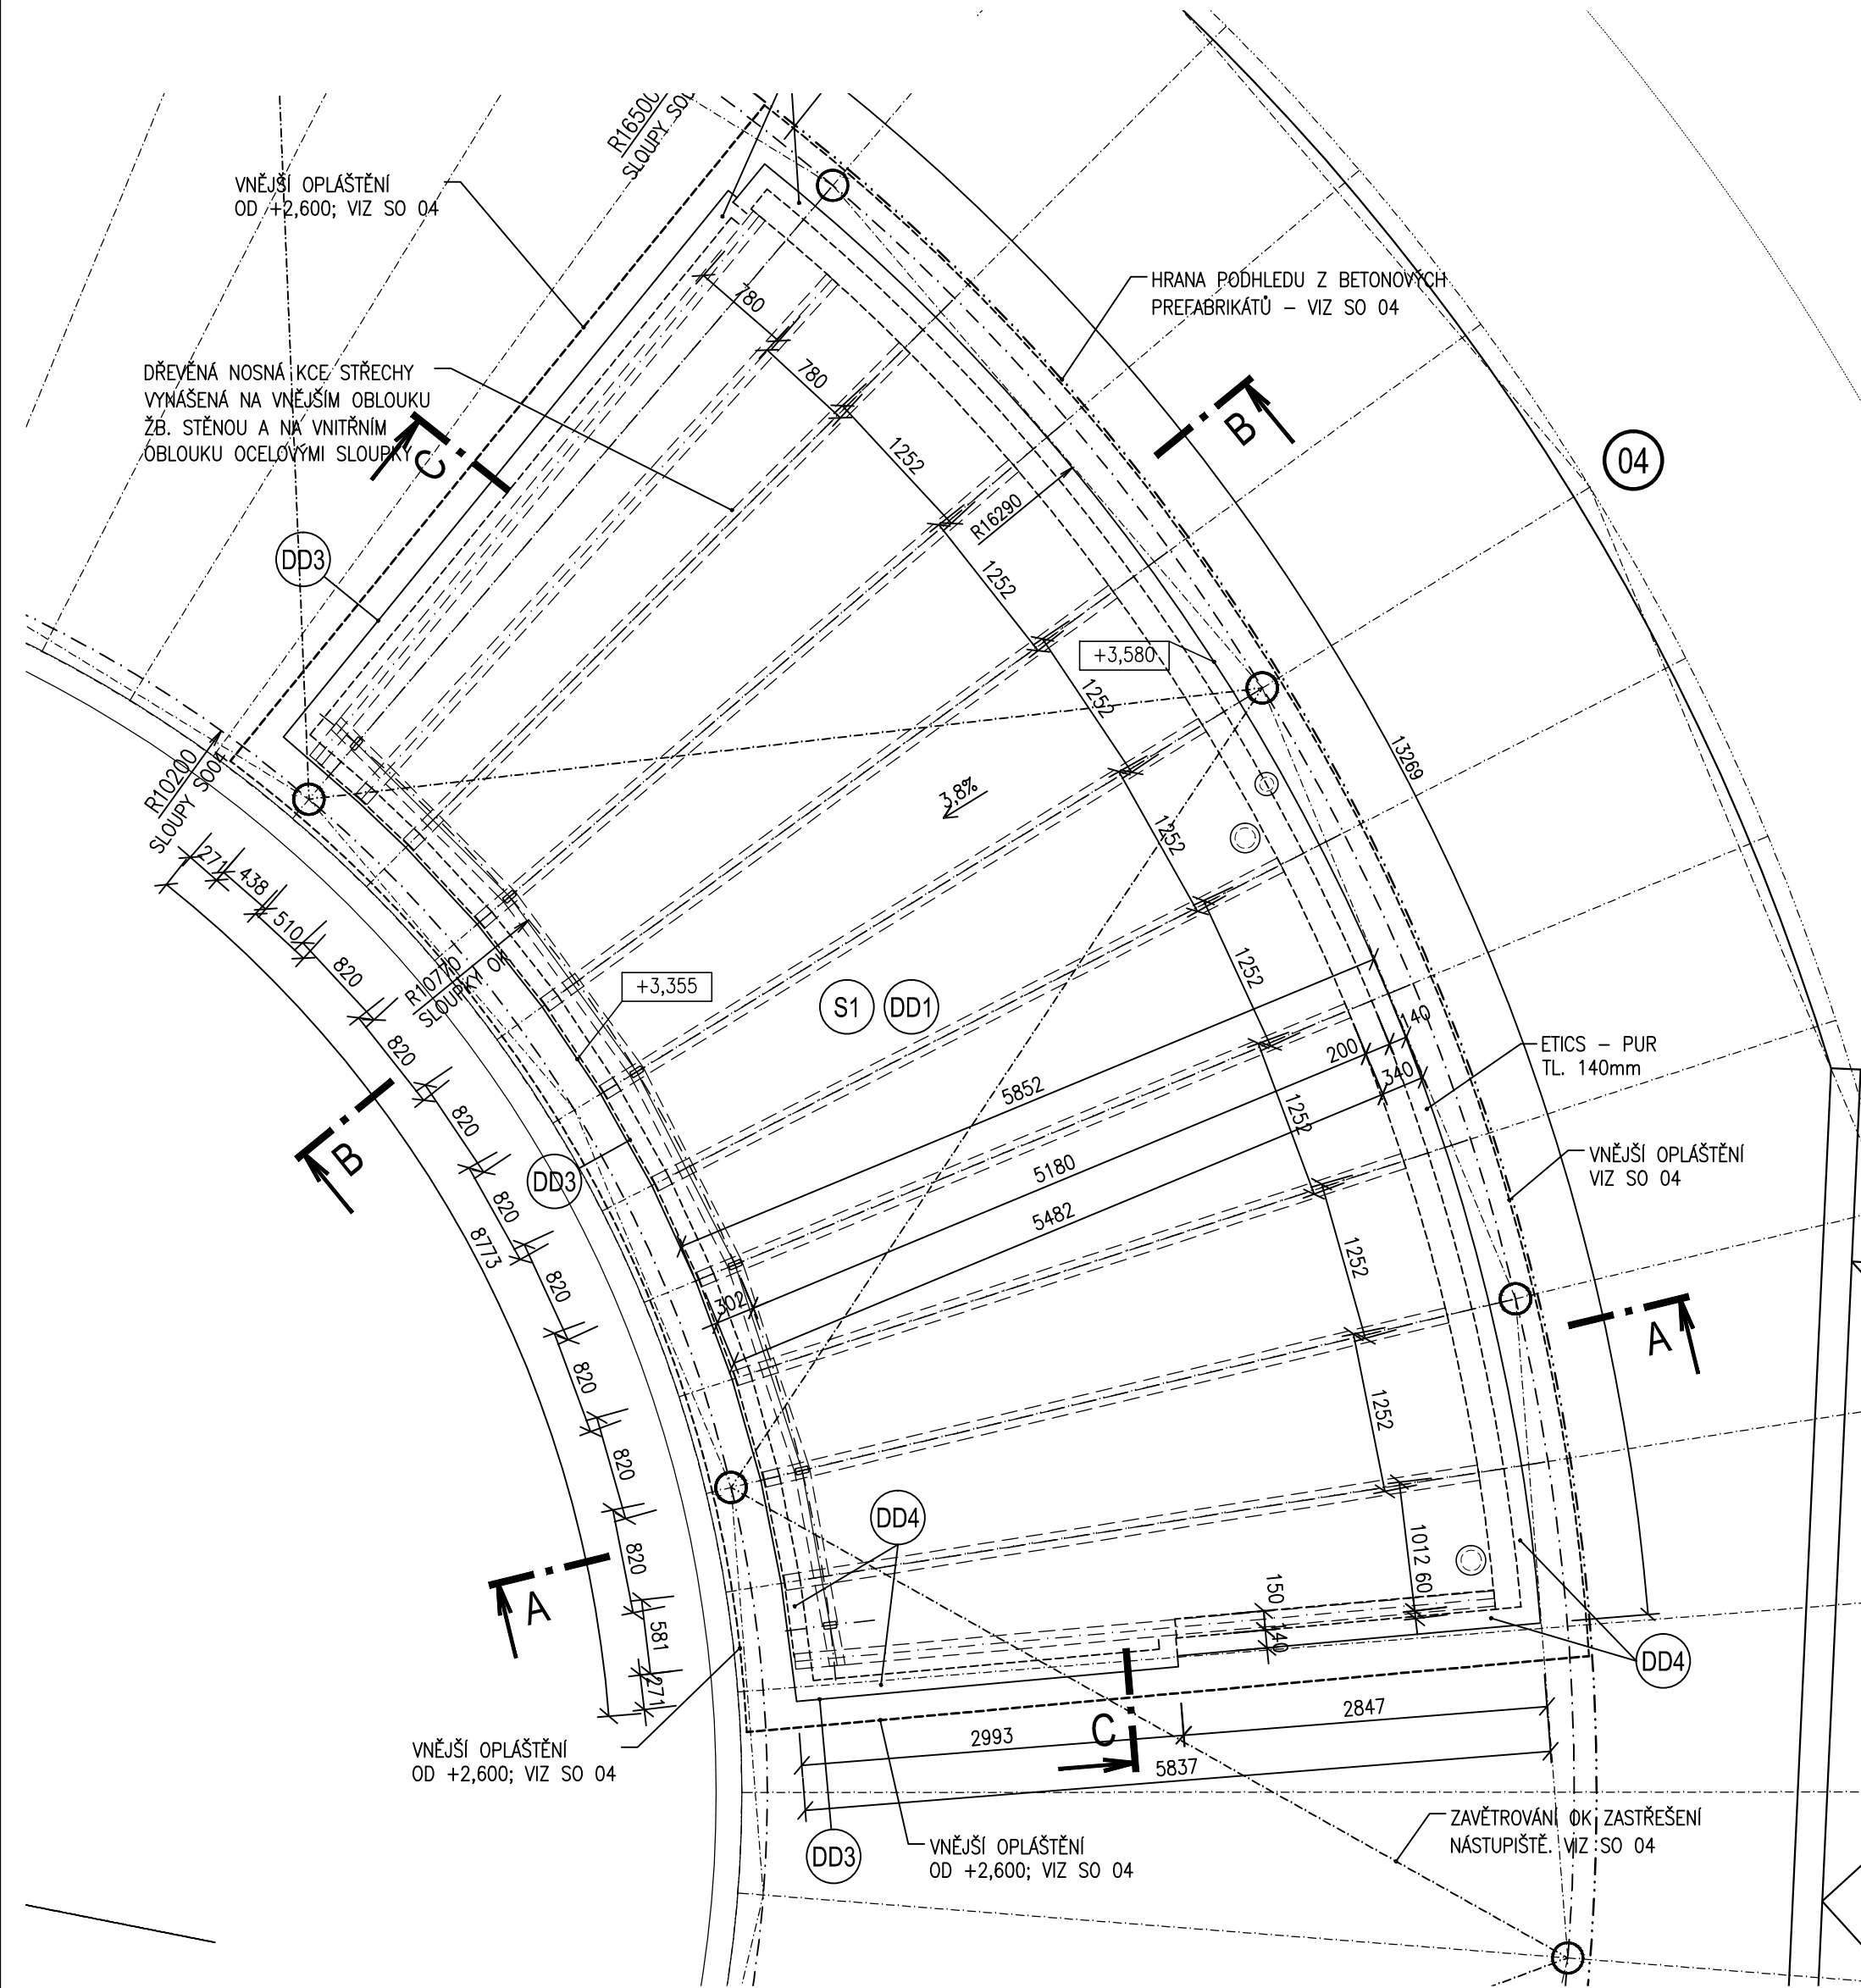 R16500
VNĚJŠÍ OPLÁŠTĚNÍ
OD +2,600; VIZ SO 04
HRANA PODHLEDU Z BETONOVÝCH
PREFABRIKÁTŮ – VIZ SO 04
780
780
DŘEVĚNÁ NOSNÁ KCE STŘECHY
VYNÁŠENÁ NA VNĚJŠÍM OBLOUKU
ŽB. STĚNOU A NA VNITŘNÍM
OBLOUKU OCELOVÝMI SLOUPKY
C
B
04
1252
R16290
DD3
1252
+3,580
1252
R10200
SLOUPY SO04
13269
3,8%
1252
271
438
510
820
R10770
SLOUPKY OK
+3,355
S1
DD1
1252
140
200
340
ETICS – PUR
TL. 140mm
820
5852
1252
820
B
DD3
5180
VNĚJŠÍ OPLÁŠTĚNÍ
VIZ SO 04
820
8773
5482
1252
820
302
A
820
1252
820
DD4
820
A
1012
60
150
140
581
271
DD4
VNĚJŠÍ OPLÁŠTĚNÍ
OD +2,600; VIZ SO 04
2993
C
2847
5837
DD3
VNĚJŠÍ OPLÁŠTĚNÍ
OD +2,600; VIZ SO 04
ZAVĚTROVÁNÍ OK ZASTŘEŠENÍ
NÁSTUPIŠTĚ. VIZ SO 04